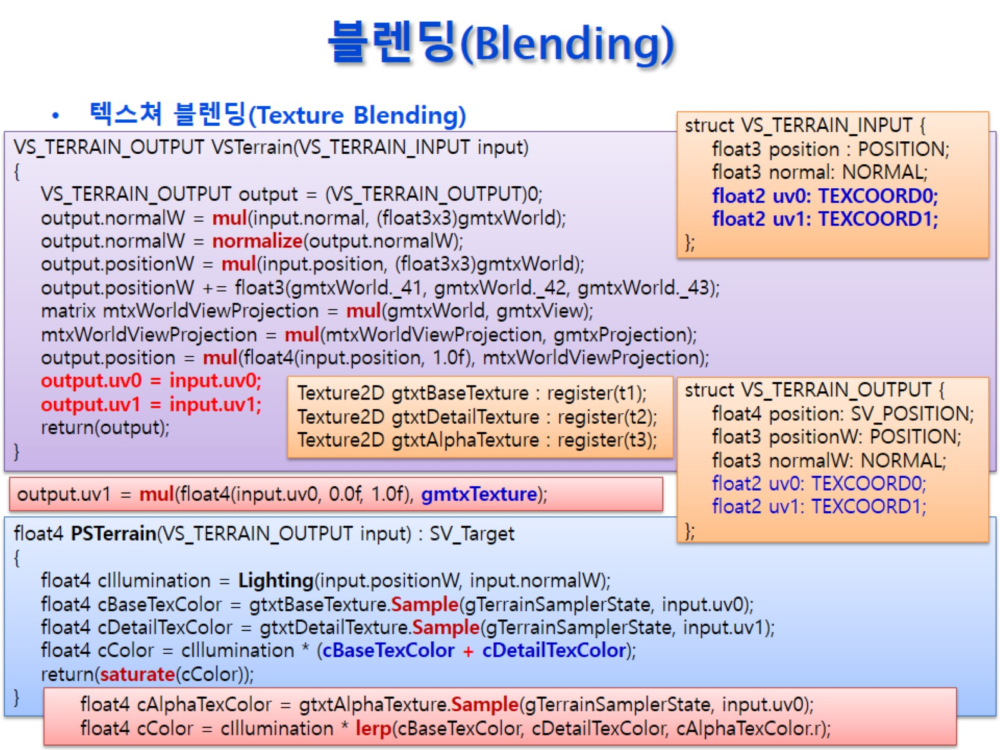 블렌딩(Blending)
• 텍스쳐 블렌딩(Texture Blending)
VS_TERRAIN_OUTPUT VSTerrain(VS_TERRAIN_INPUT input)
{
VS_TERRAIN_OUTPUT output = (VS_TERRAIN_OUTPUT)0;
output.normalW = mul(input.normal, (float3x3)gmtxWorld);
output.normalW = normalize(output.normalW);
output.positionW = mul(input.position, (float3x3)gmtxWorld);
output.positionW += float3(gmtxWorld._41, gmtxWorld._42, gmtxWorld._43);
matrix mtxWorldViewProjection = mul(gmtxWorld, gmtxView);
mtxWorldViewProjection = mul(mtxWorldViewProjection, gmtxProjection);
output.position = mul(float4(input.position, 1.0f), mtxWorldViewProjection);
output.uv0 = input.uv0;
output.uv1 = input.uv1;
return(output);
}
struct VS_TERRAIN_INPUT {
float3 position : POSITION;
float3 normal: NORMAL;
float2 uv0: TEXCOORD0;
float2 uv1: TEXCOORD1;
};
Texture2D gtxtBaseTexture : register(t1);
Texture2D gtxtDetailTexture : register(t2);
Texture2D gtxtAlphaTexture : register(t3);
struct VS_TERRAIN_OUTPUT {
float4 position: SV_POSITION;
float3 positionW: POSITION;
float3 normalW: NORMAL;
float2 uv0: TEXCOORD0;
float2 uv1: TEXCOORD1;
};
output.uv1 = mul(float4(input.uv0, 0.0f, 1.0f), gmtxTexture);
float4 PSTerrain(VS_TERRAIN_OUTPUT input) : SV_Target
{
float4 cIllumination = Lighting(input.positionW, input.normalW);
float4 cBaseTexColor = gtxtBaseTexture.Sample(gTerrainSamplerState, input.uv0);
float4 cDetailTexColor = gtxtDetailTexture.Sample(gTerrainSamplerState, input.uv1);
float4 cColor = cIllumination * (cBaseTexColor + cDetailTexColor);
return(saturate(cColor));
}
float4 cAlphaTexColor = gtxtAlphaTexture.Sample(gTerrainSamplerState, input.uv0);
float4 cColor = cIllumination * lerp(cBaseTexColor, cDetailTexColor, cAlphaTexColor.r);